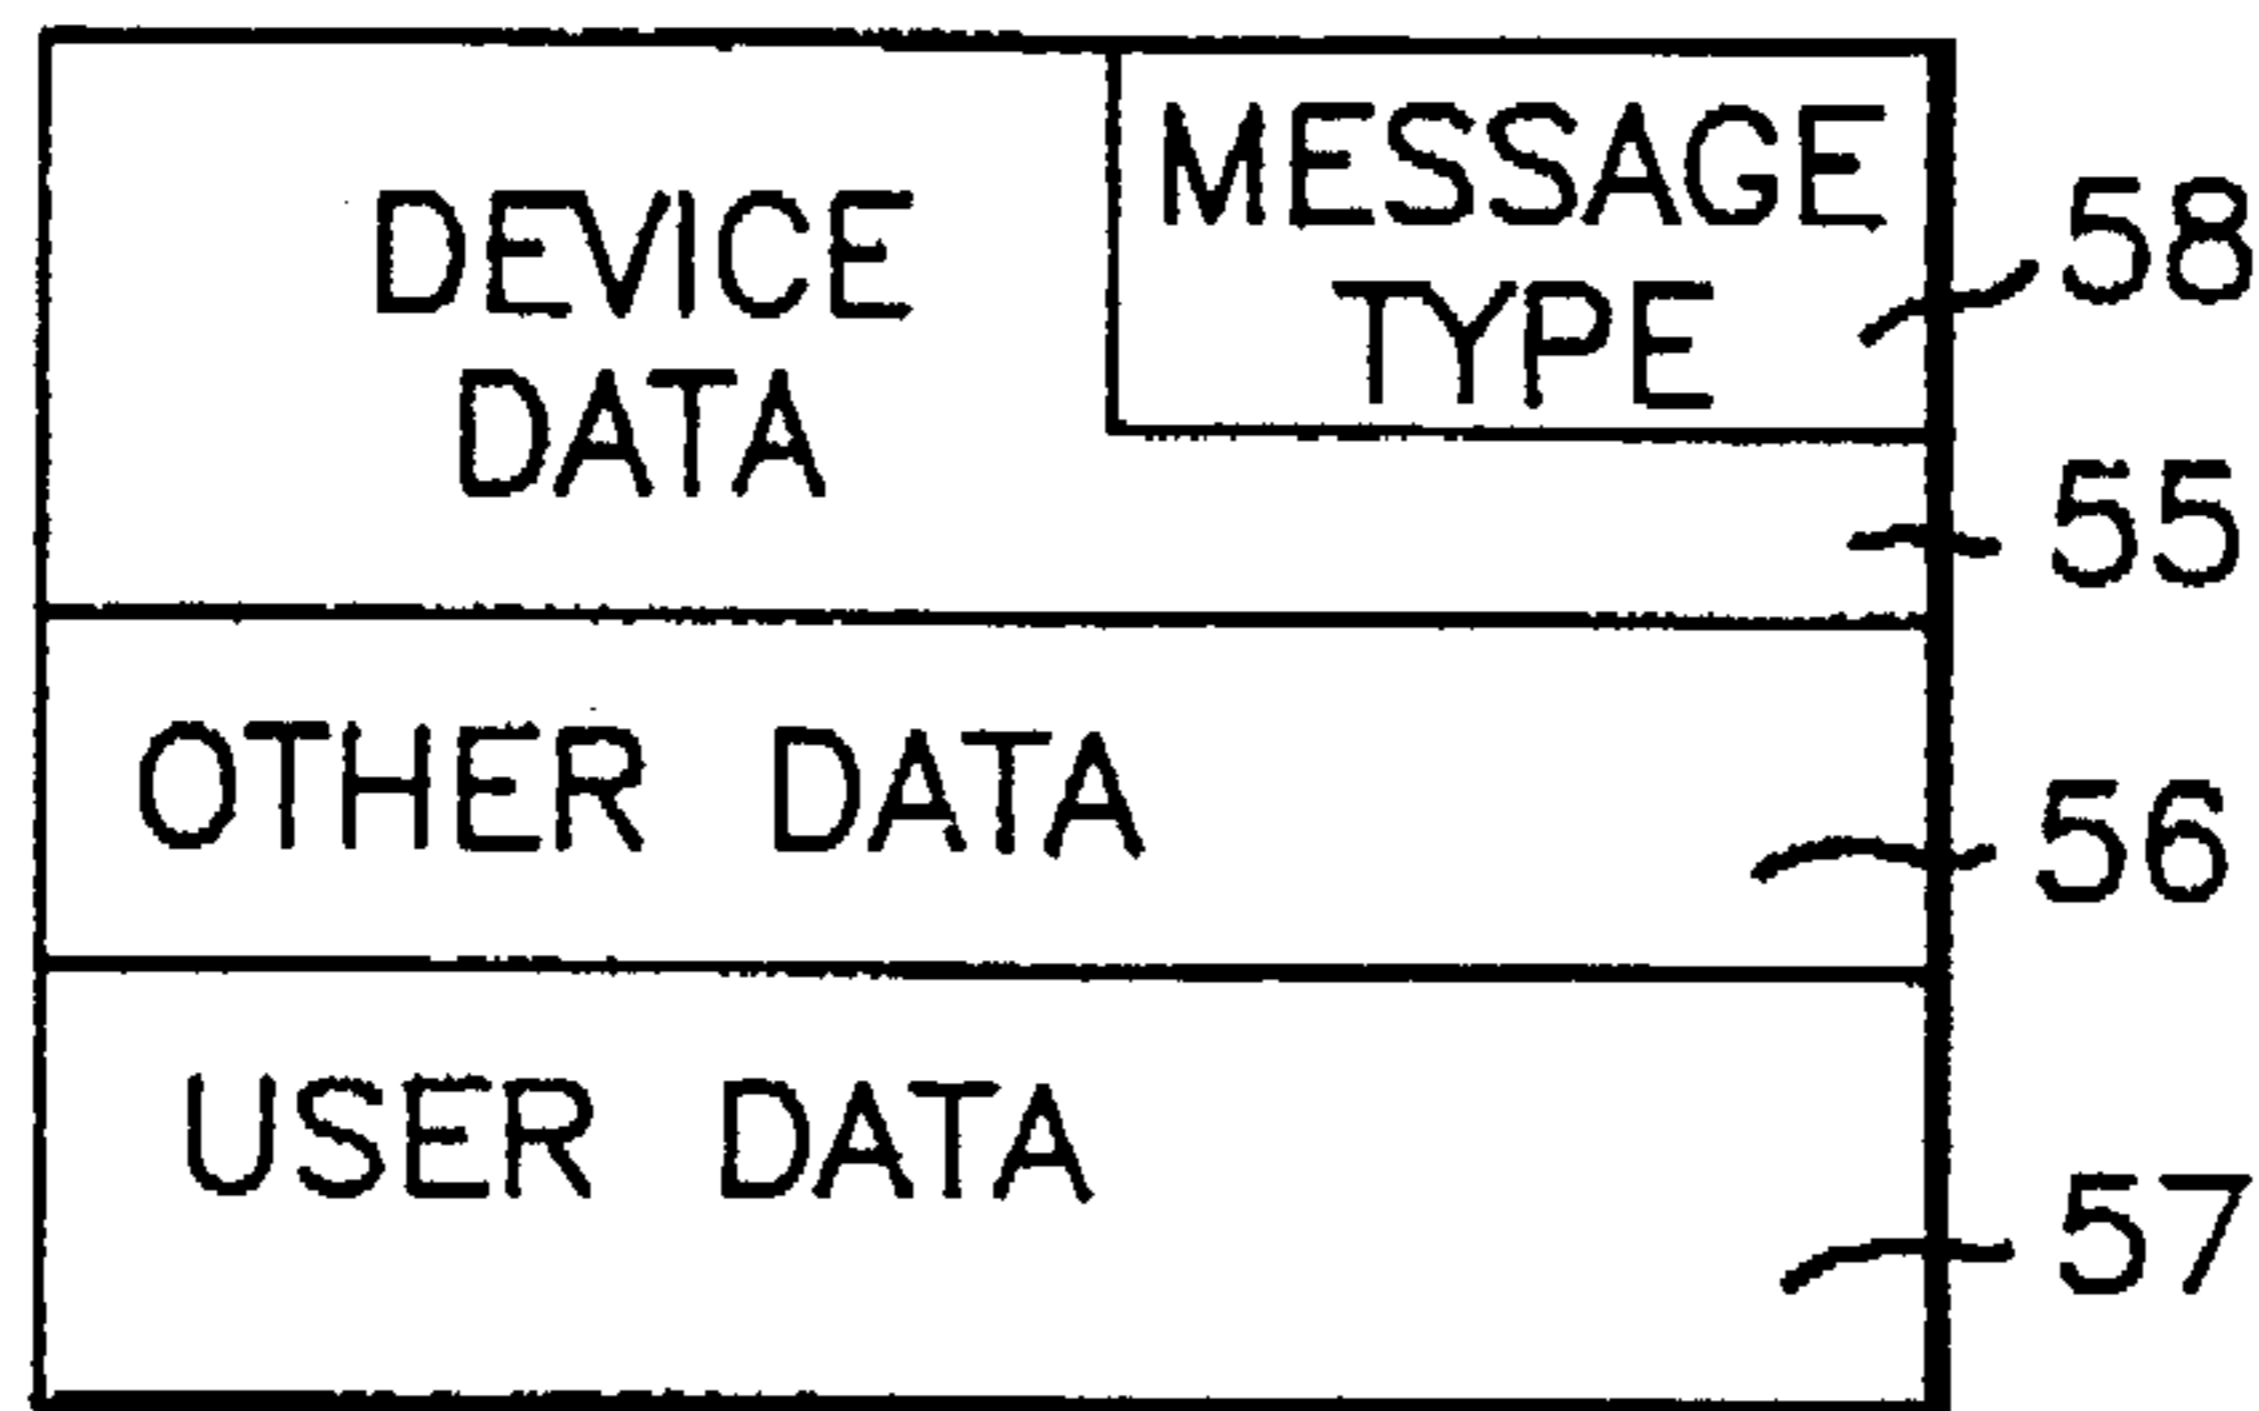 DEVICE
DATA
MESSAGE
TYPE
58
55
OTHER DATA
56
USER DATA
57